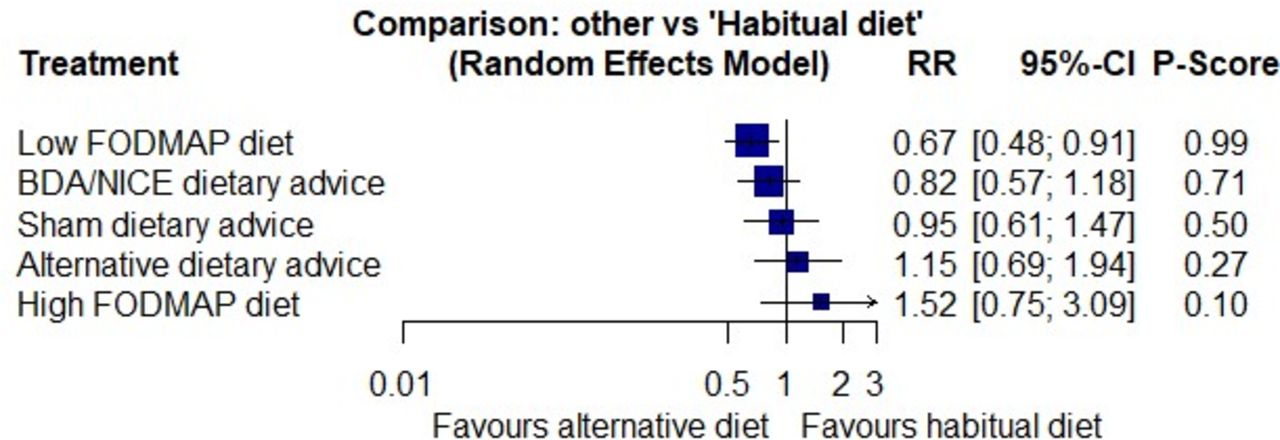 Comparison: other vs 'Habitual diet'
Treatment (Random Effects Model) RR 95%-CI P-Score
Low FODMAP diet 0.67 [0.48; 0.91] 0.99
BDA/NICE dietary advice 0.82 [0.57; 1.18] 0.71
Sham dietary advice 0.95 [0.61; 1.47] 0.50
Alternative dietary advice 1.15 [0.69; 1.94] 0.27
High FODMAP diet 1.52 [0.75; 3.09] 0.10
0.01 0.5 1 2 3
Favours alternative diet Favours habitual diet